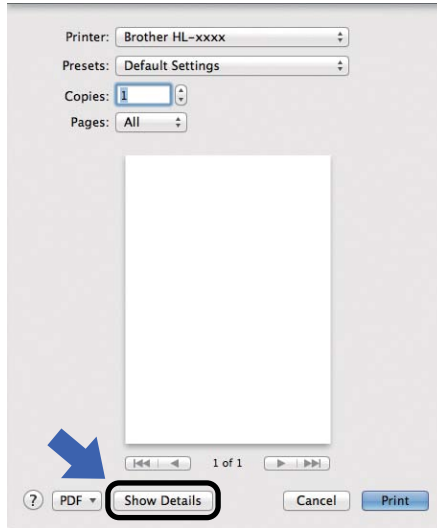 Printer: Brother HL-xxxx
Presets: Default Settings
Copies: 1
Pages: All
1 of 1
? PDF Show Details Cancel Print